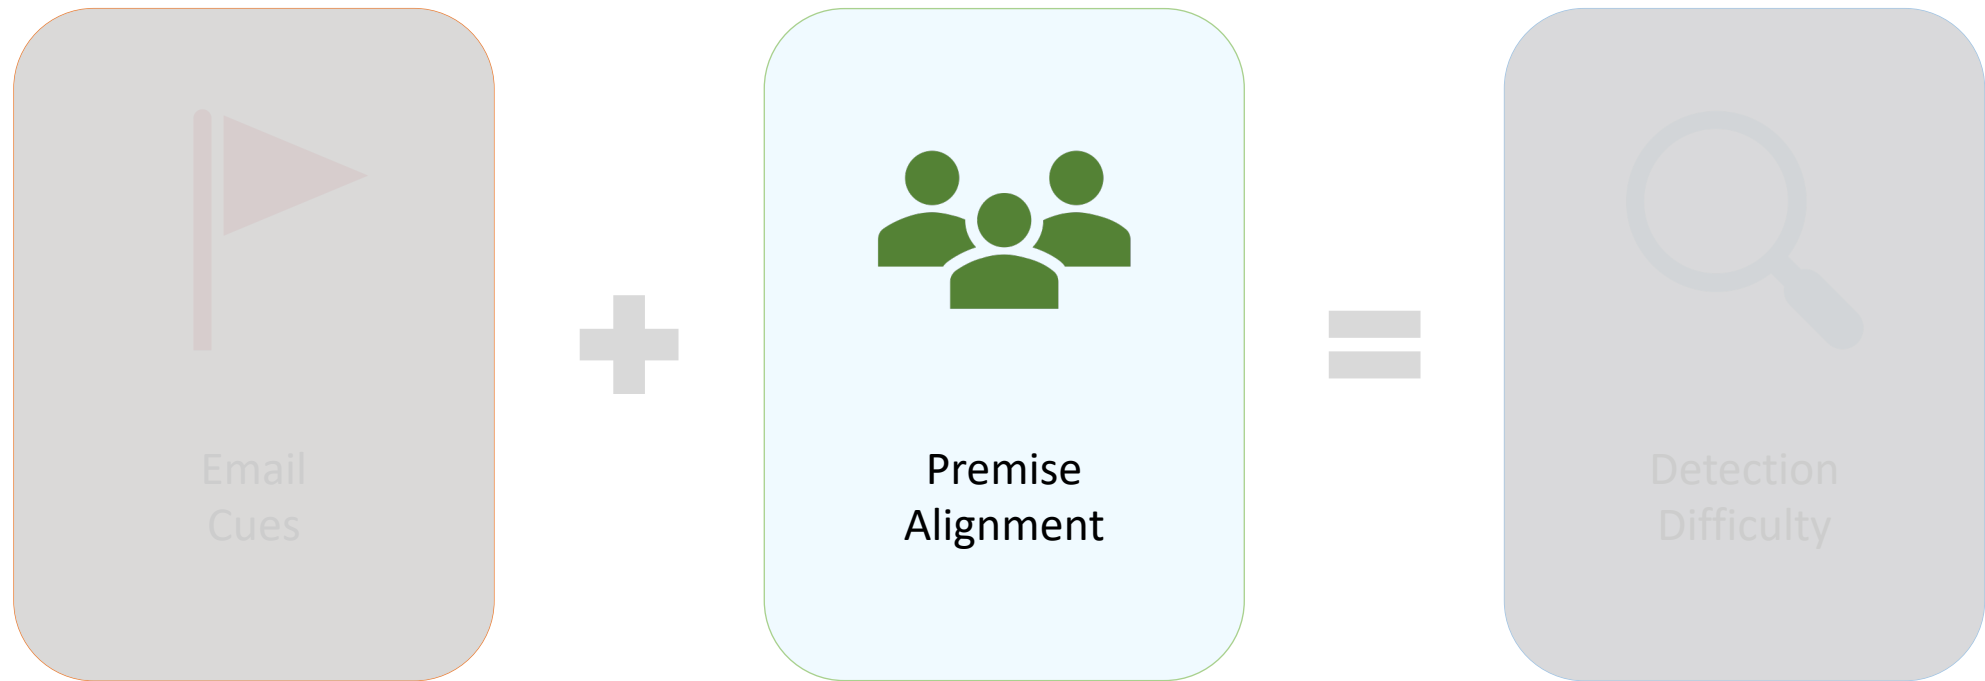 Email
Cues
Premise
Alignment
Detection
Difficulty